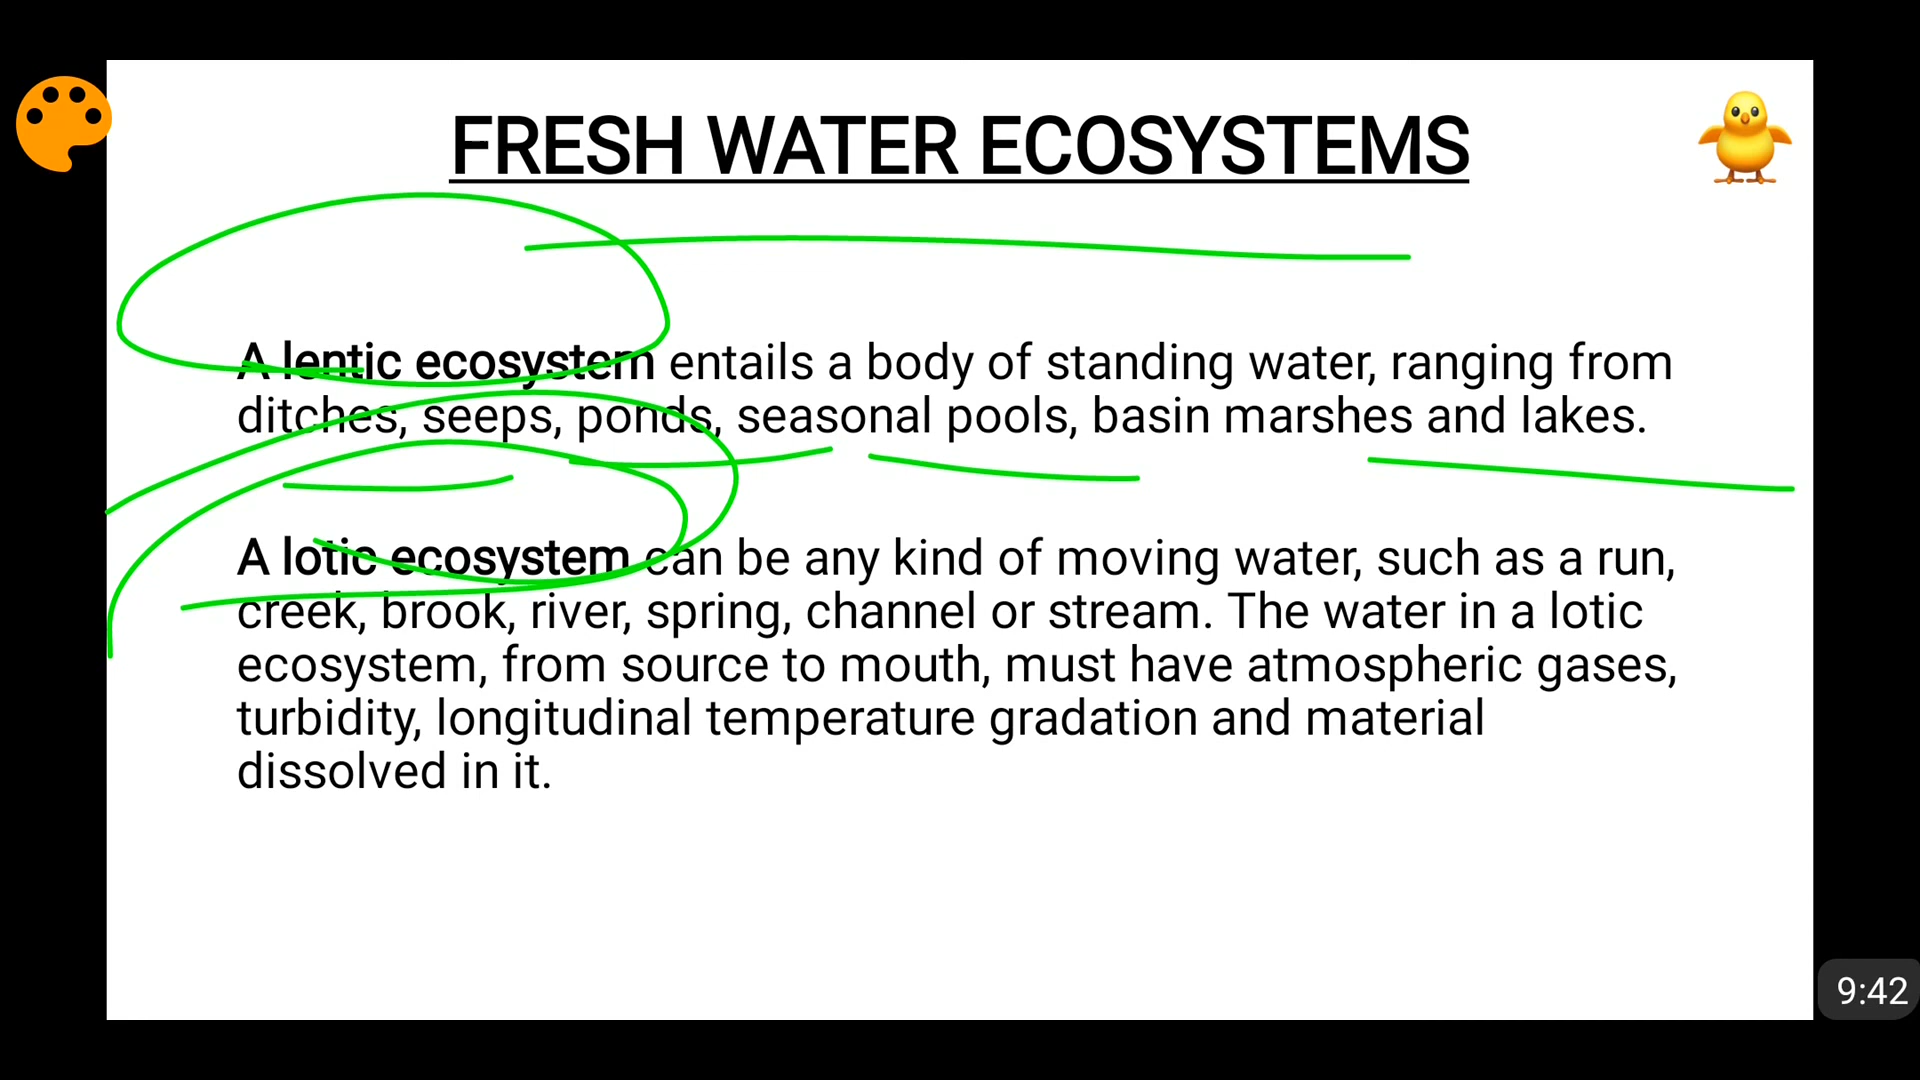 FRESH WATER ECOSYSTEMS
A lentic ecosystem entails a body of standing water, ranging from
ditches, seeps, ponds, seasonal pools, basin marshes and lakes.
A lotic ecosystem can be any kind of moving water, such as a run,
creek, brook, river, spring, channel or stream. The water in a lotic
ecosystem, from source to mouth, must have atmospheric gases,
turbidity, longitudinal temperature gradation and material
dissolved in it.
9:42